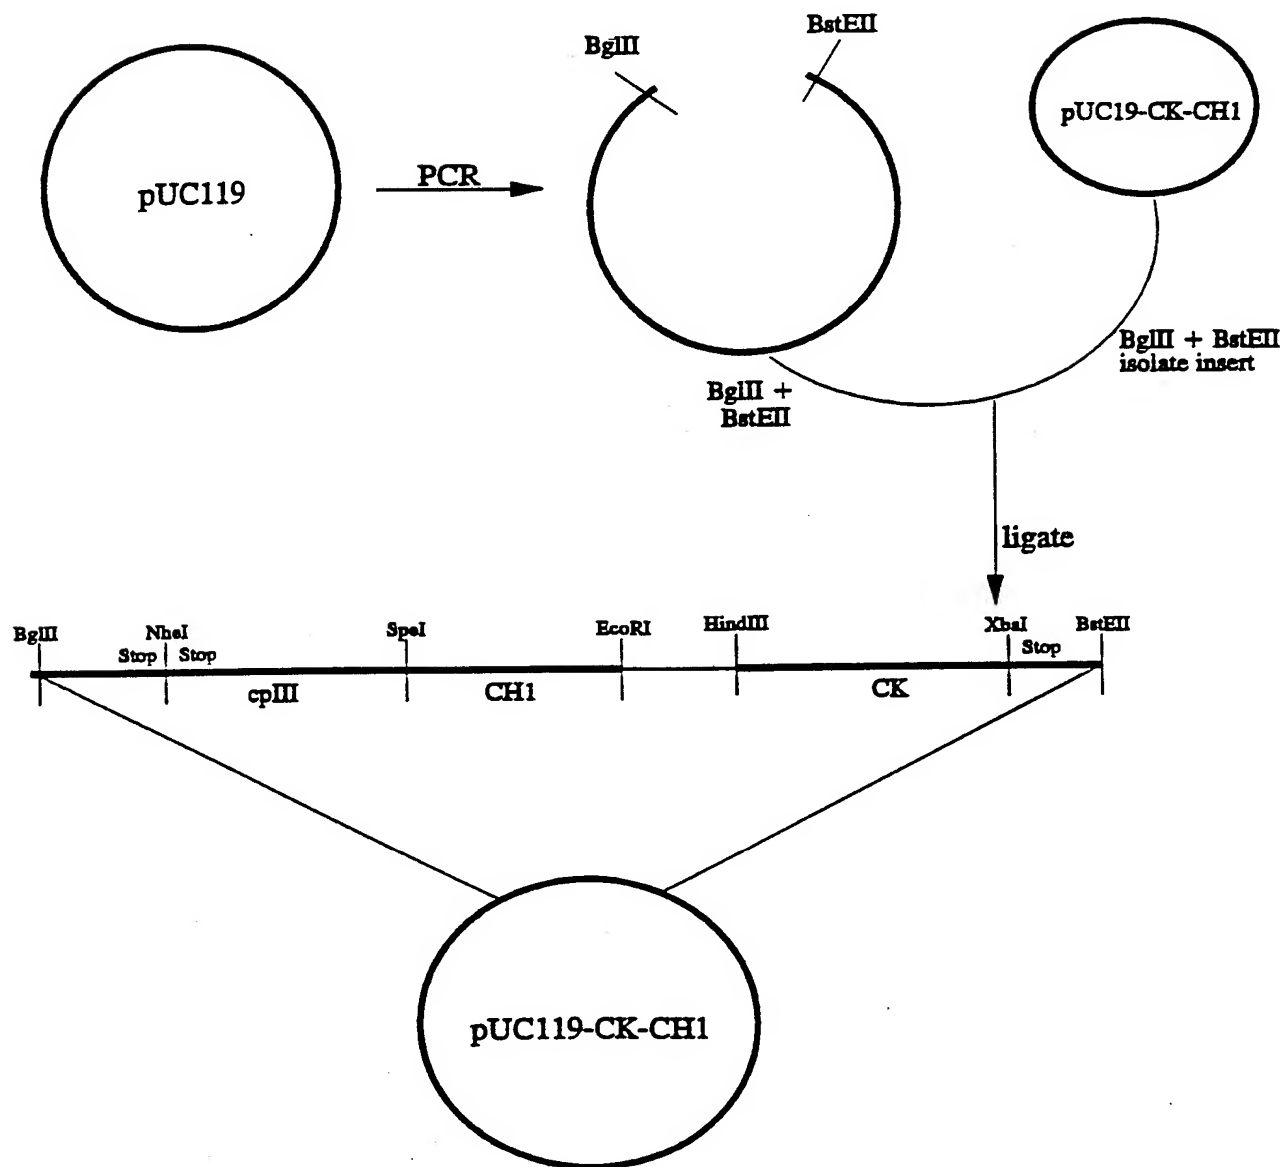 BglII
BstEII
pUC119
PCR
pUC19-CK-CH1
BglII +
BstEII
BglII + BstEII
isolate insert
ligate
BglII NheI SpeI EcoRI HindIII XbaI BstEII
Stop Stop Stop
cpIII CH1 CK
pUC119-CK-CH1